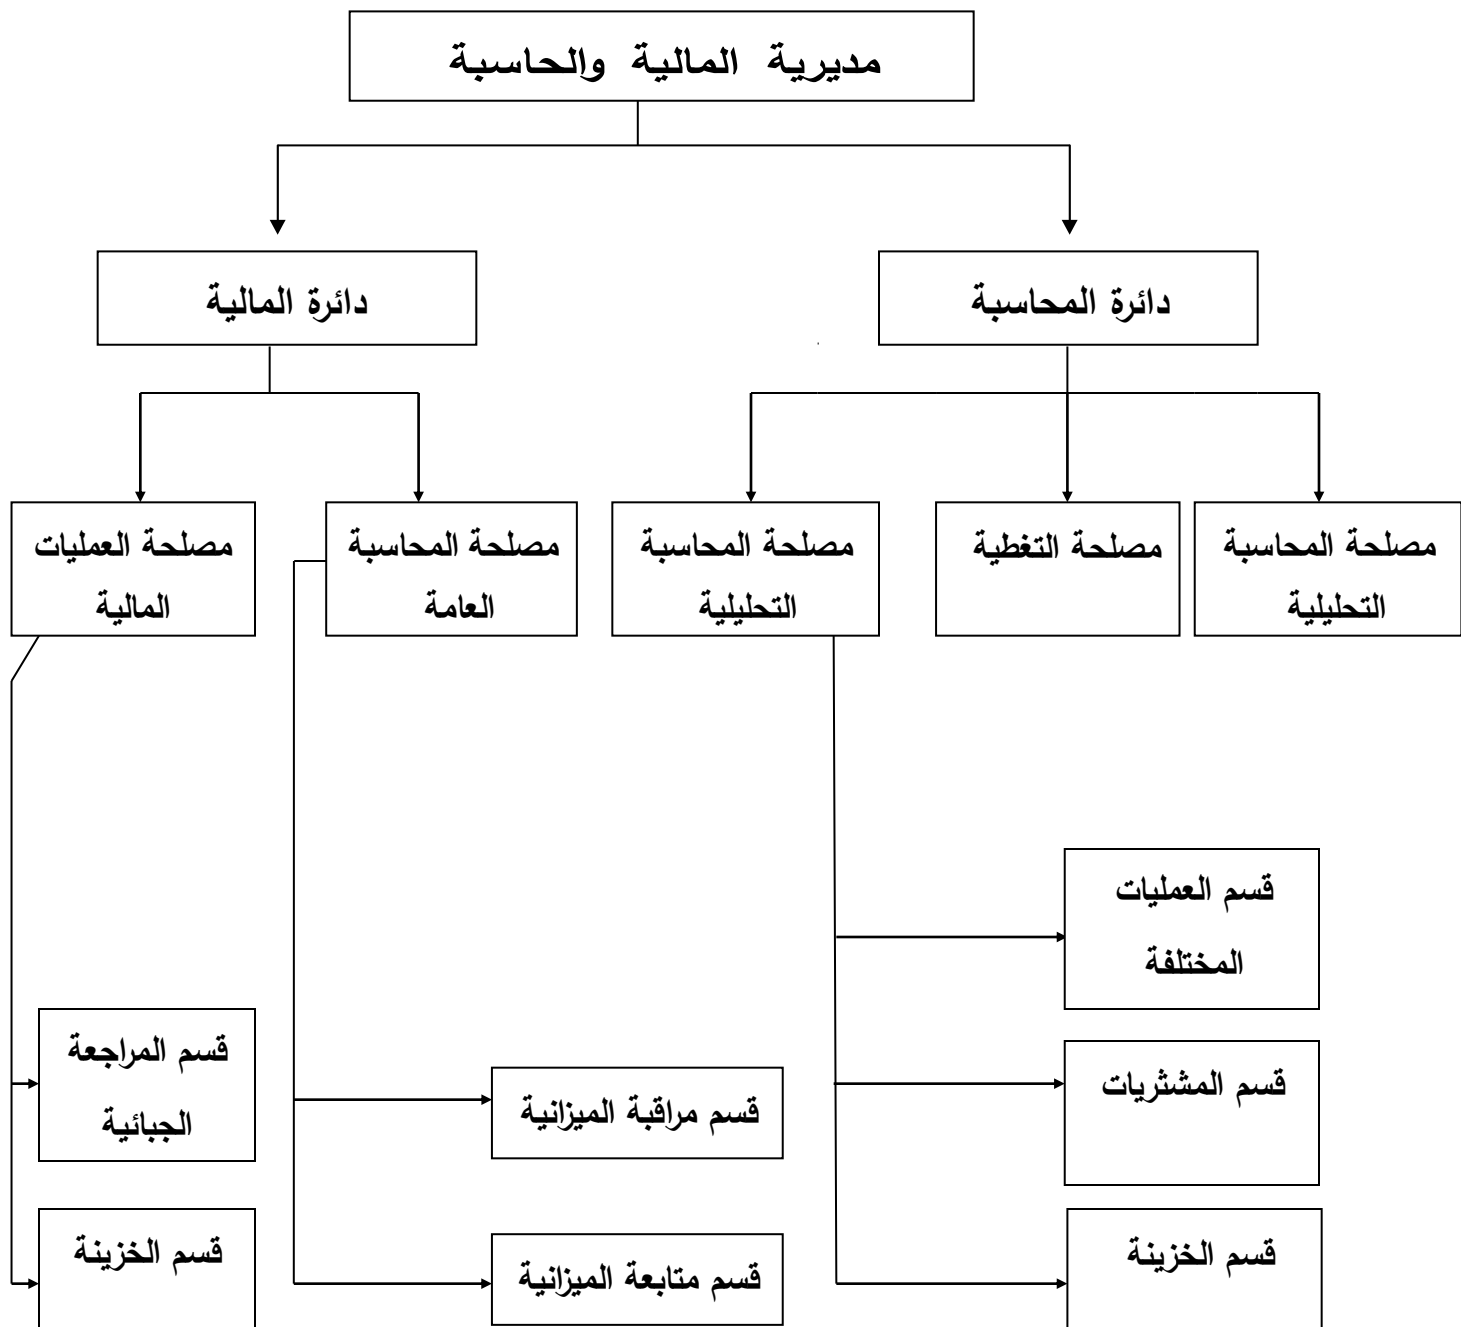 مديرية المالية والحاسبة
دائرة المحاسبة
دائرة المالية
مصلحة المحاسبة
التحليلية
مصلحة التغطية
مصلحة المحاسبة
التحليلية
مصلحة المحاسبة
العامة
مصلحة العمليات
المالية
قسم العمليات
المختلفة
قسم المشثريات
قسم الخزينة
قسم مراقبة الميزانية
قسم متابعة الميزانية
قسم المراجعة
الجبائية
قسم الخزينة